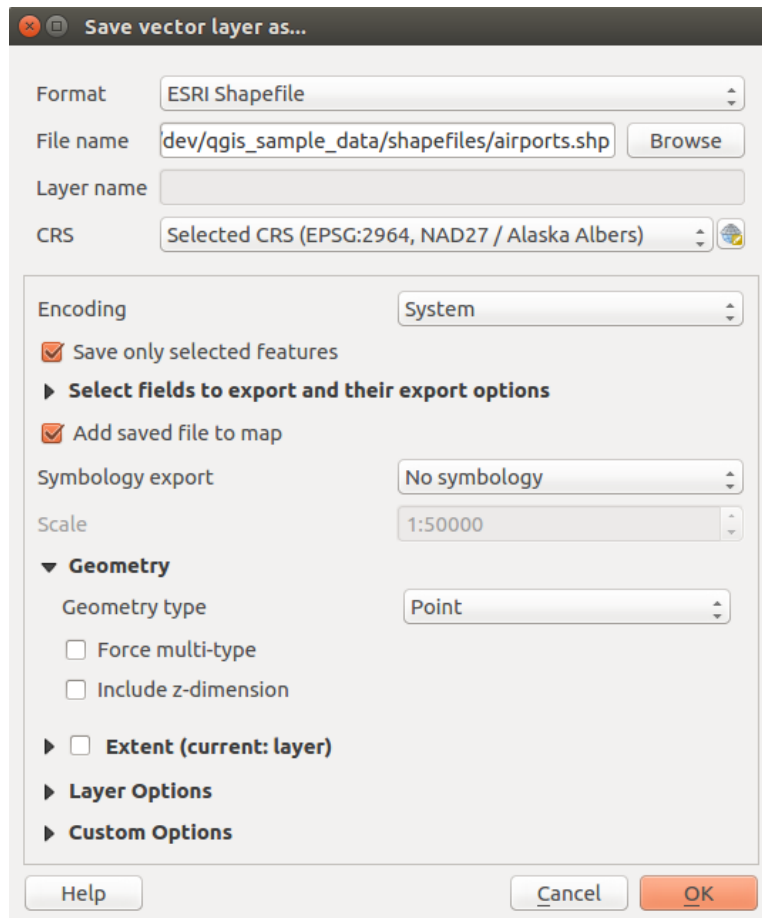 Save vector layer as...
Format ESRI Shapefile
File name /dev/qgis_sample_data/shapefiles/airports.shp Browse
Layer name
CRS Selected CRS (EPSG:2964, NAD27 / Alaska Albers)
Encoding System
Save only selected features
Select fields to export and their export options
Add saved file to map
Symbology export No symbology
Scale 1:50000
Geometry
Geometry type Point
Force multi-type
Include z-dimension
Extent (current: layer)
Layer Options
Custom Options
Help Cancel OK